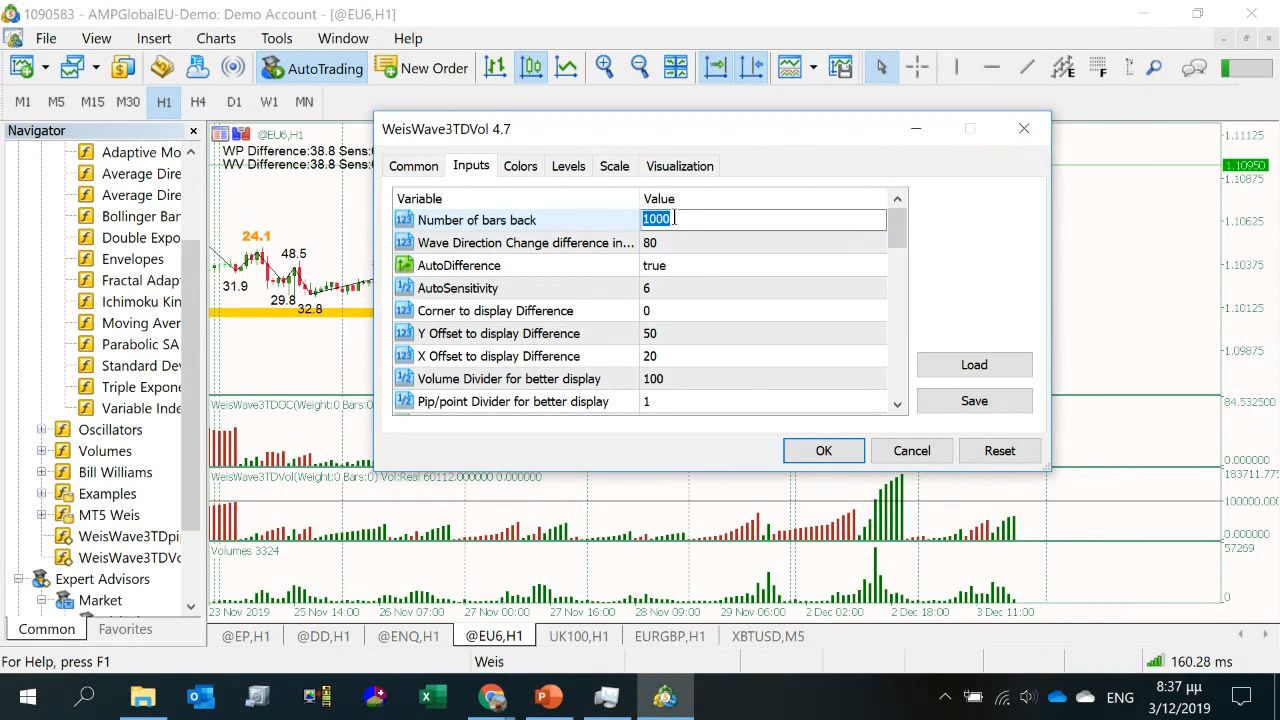 1090583 - AMPGlobalEU-Demo: Demo Account - [@EU6,H1]
File View Insert Charts Tools Window Help
AutoTrading New Order
M1 M5 M15 M30 H1 H4 D1 W1 MN
Navigator
Adaptive Mo
Average Dire
Average Dire
Bollinger Ban
Double Expo
Envelopes
Fractal Adap
Ichimoku Kin
Moving Aver
Parabolic SA
Standard Dev
Triple Expone
Variable Inde
Oscillators
Volumes
Bill Williams
Examples
MT5 Weis
WeisWave3TDpi
WeisWave3TDVo
Expert Advisors
Market
Common Favorites
@EU6,H1
WP Difference:38.8 Sens:
WV Difference:38.8 Sens:
24.1
48.5
31.9
29.8
32.8
WeisWave3TDVol 4.7
Common Inputs Colors Levels Scale Visualization
Variable Value
Number of bars back 1000
Wave Direction Change difference in... 80
AutoDifference true
AutoSensitivity 6
Corner to display Difference 0
Y Offset to display Difference 50
X Offset to display Difference 20
Volume Divider for better display 100
Pip/point Divider for better display 1
Load
Save
OK Cancel Reset
1.11125
1.10950
1.10875
1.10625
1.10375
1.10125
1.09875
1.09625
WeisWave3TDOC(Weight:0 Bars:
84.532500
0.000000
WeisWave3TDVol(Weight:0 Bars:0) Vol:Real 60112.000000 0.000000
183711.775
100000.000
0.000000
Volumes 3324
57269
0
23 Nov 2019 25 Nov 14:00 26 Nov 07:00 27 Nov 00:00 27 Nov 16:00 28 Nov 09:00 29 Nov 06:00 2 Dec 02:00 2 Dec 18:00 3 Dec 11:00
@EP,H1 @DD,H1 @ENQ,H1 @EU6,H1 UK100,H1 EURGBP,H1 XBTUSD,M5
For Help, press F1 Weis 160.28 ms
ENG 8:37 μμ
3/12/2019